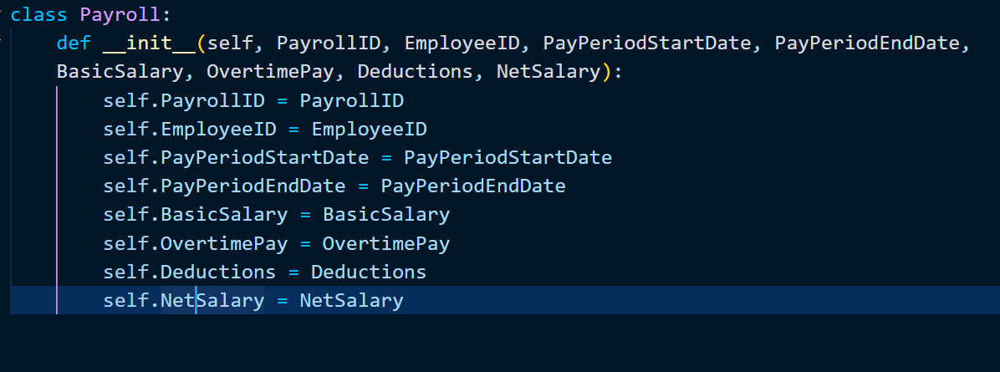 class Payroll:
def __init__(self, PayrollID, EmployeeID, PayPeriodStartDate, PayPeriodEndDate,
BasicSalary, OvertimePay, Deductions, NetSalary):
self.PayrollID = PayrollID
self.EmployeeID = EmployeeID
self.PayPeriodStartDate = PayPeriodStartDate
self.PayPeriodEndDate = PayPeriodEndDate
self.BasicSalary = BasicSalary
self.OvertimePay = OvertimePay
self.Deductions = Deductions
self.NetSalary = NetSalary